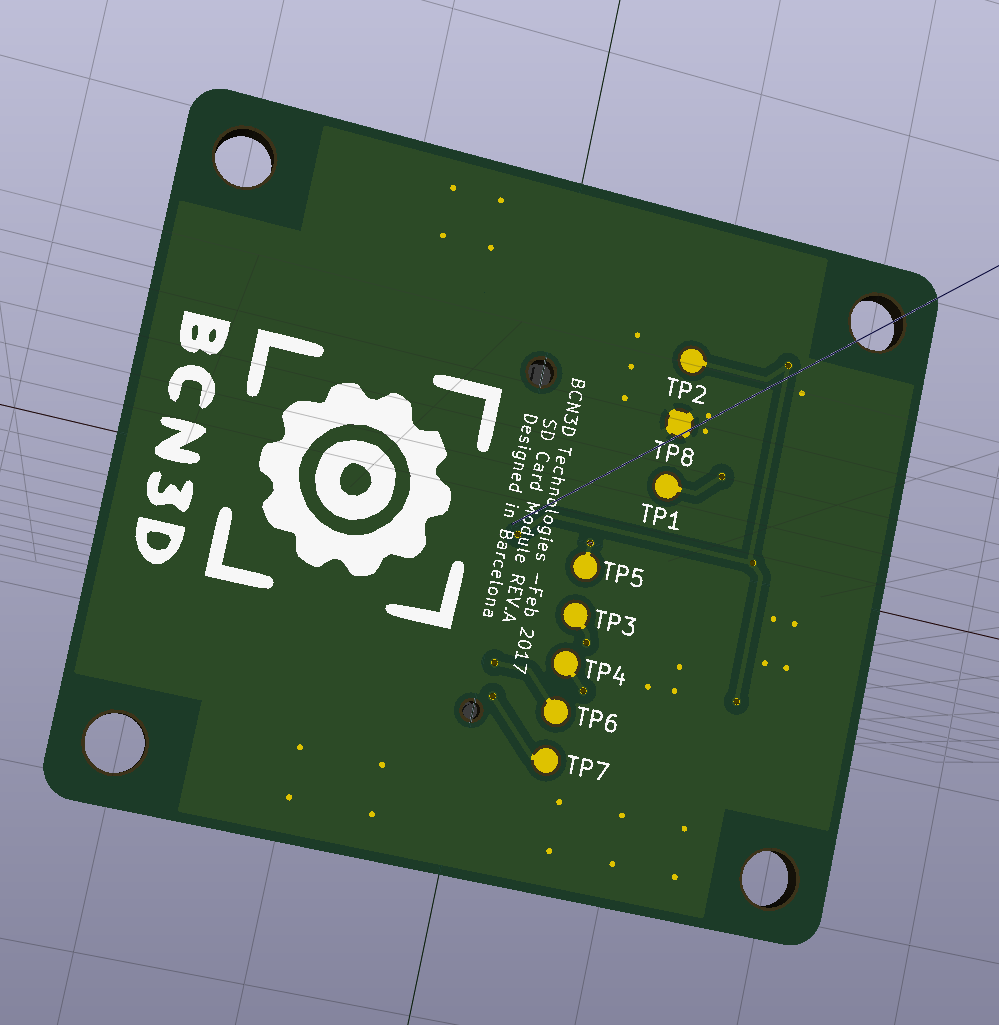 BCN3D
BCN3D Technologies -Feb 2017
SD Card Module REV.A
Designed in Barcelona
TP2
TP8
TP1
TP5
TP3
TP4
TP6
TP7